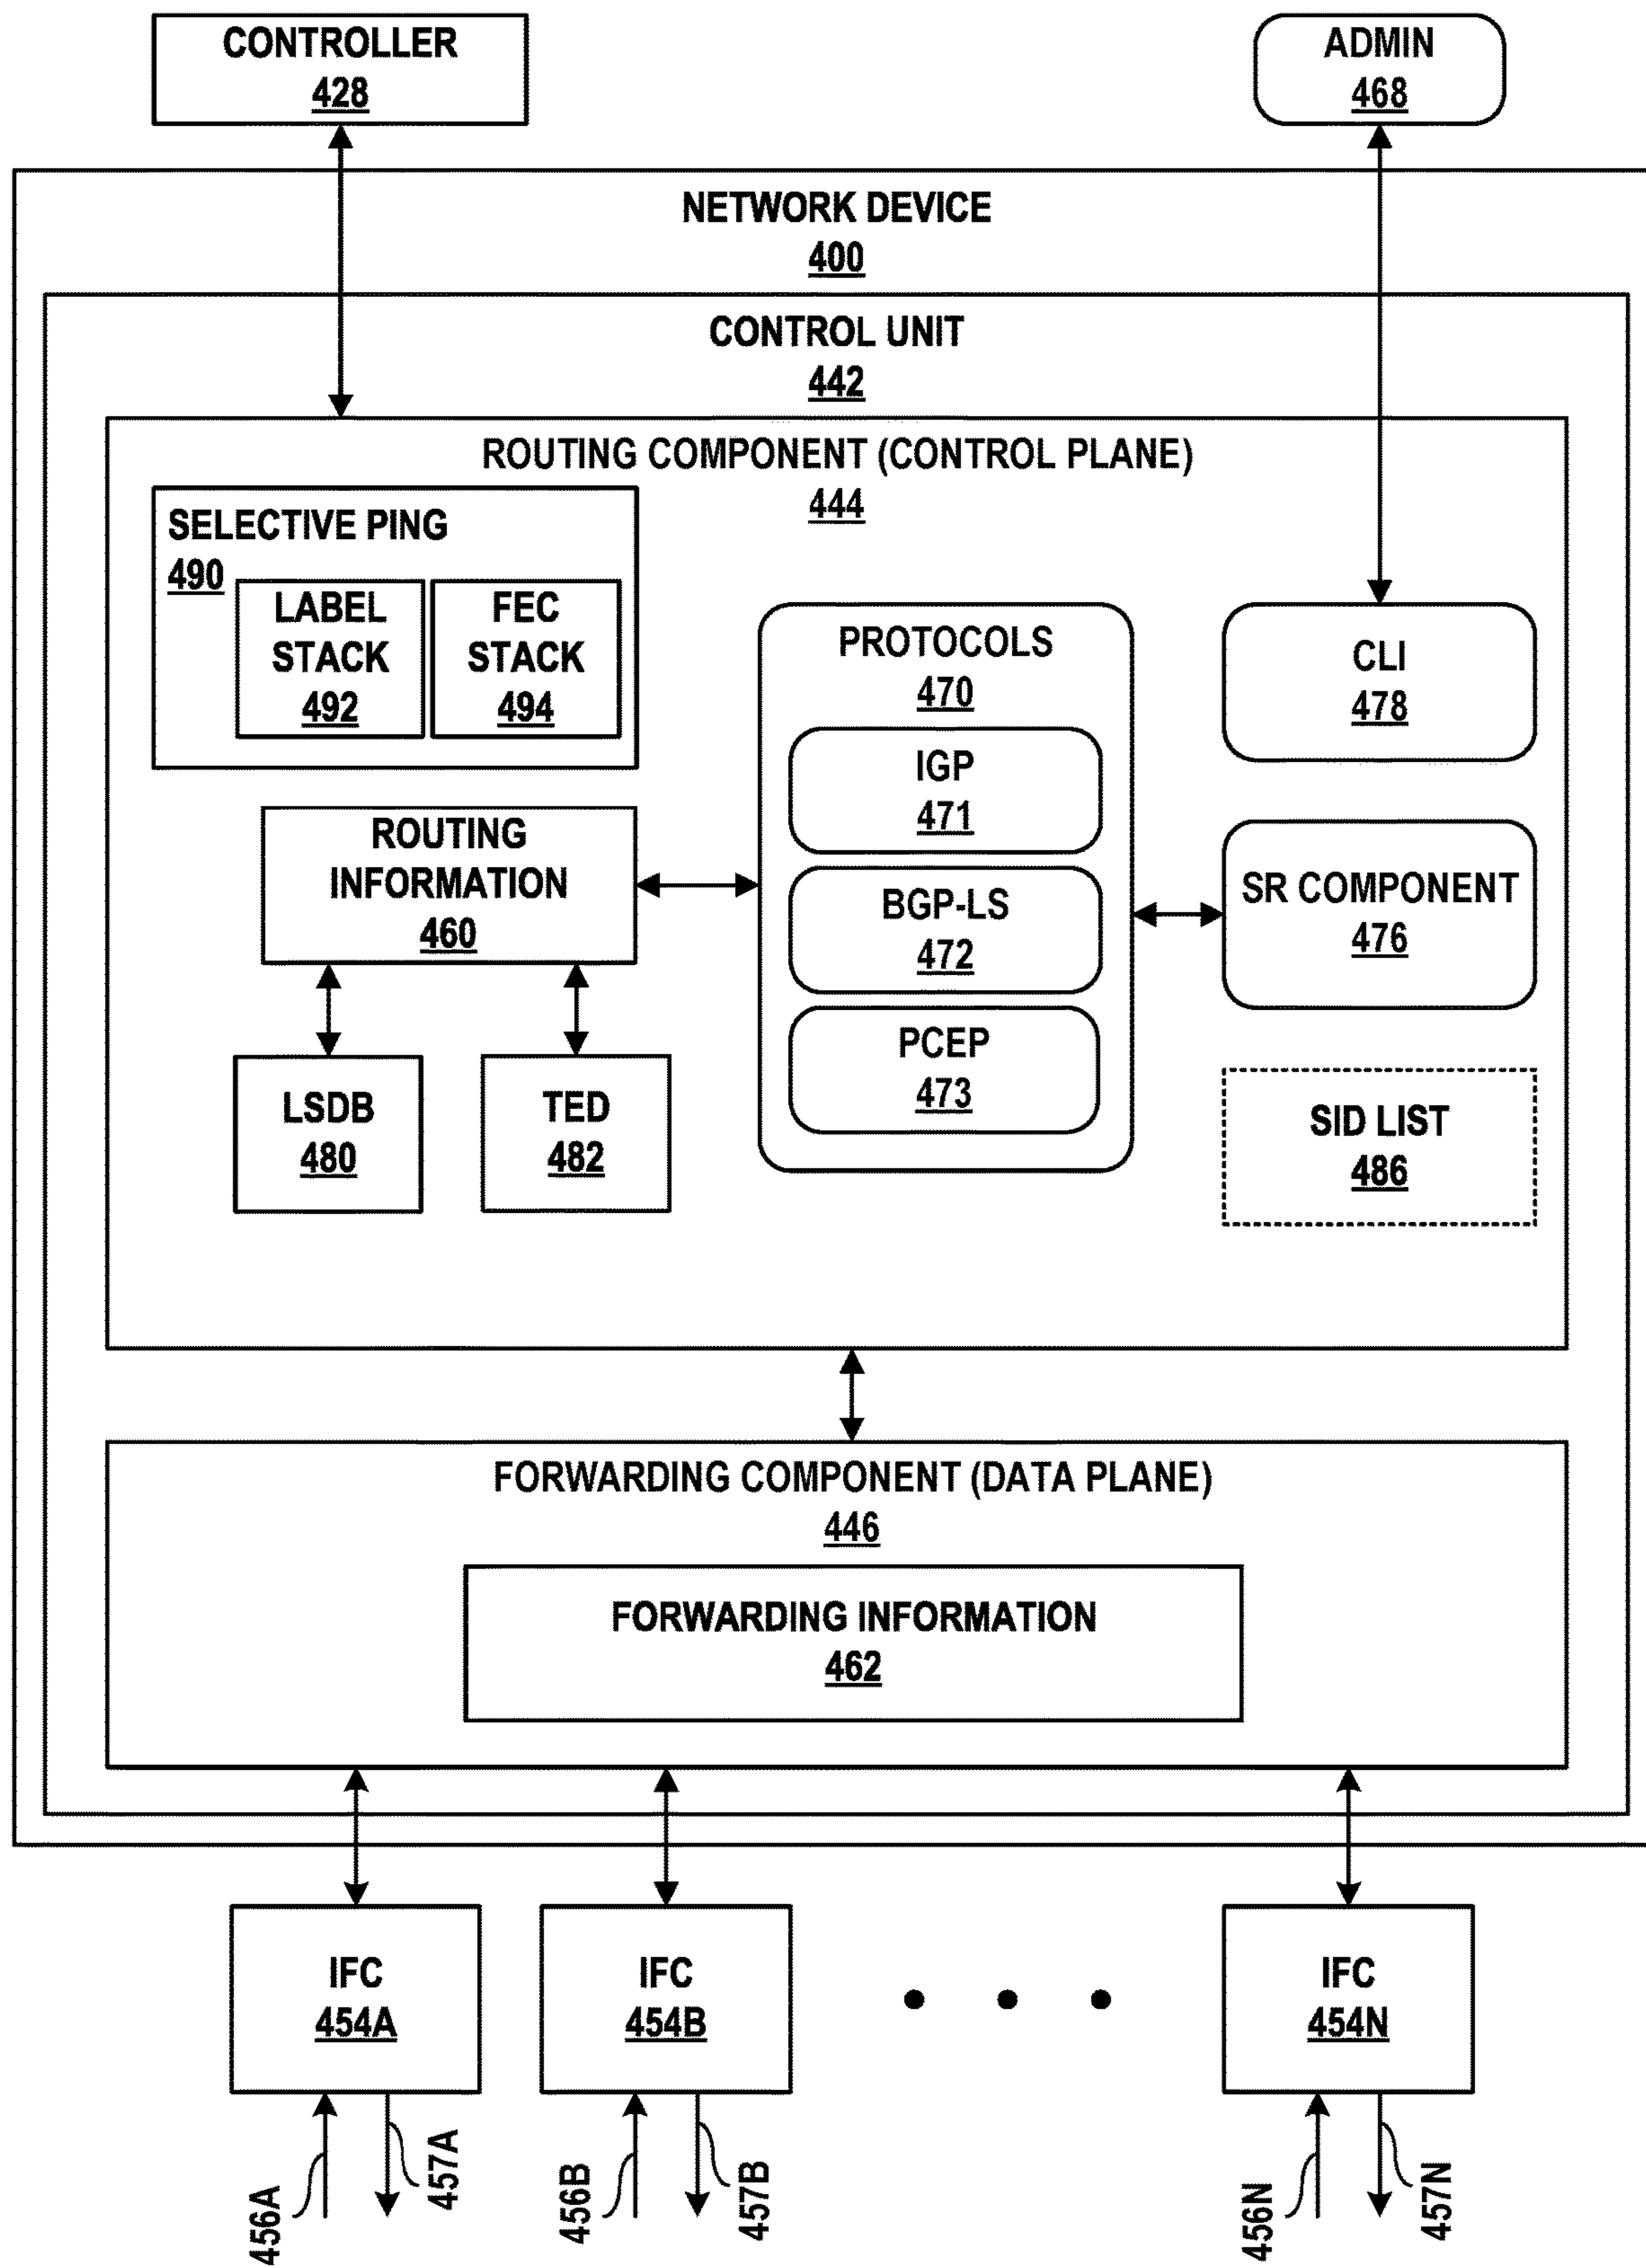 CONTROLLER
428
ADMIN
468
NETWORK DEVICE
400
CONTROL UNIT
442
ROUTING COMPONENT (CONTROL PLANE)
444
SELECTIVE PING
490
LABEL
STACK
492
FEC
STACK
494
PROTOCOLS
470
IGP
471
BGP-LS
472
PCEP
473
CLI
478
SR COMPONENT
476
SID LIST
486
ROUTING
INFORMATION
460
LSDB
480
TED
482
FORWARDING COMPONENT (DATA PLANE)
446
FORWARDING INFORMATION
462
IFC
454A
IFC
454B
IFC
454N
456A
457A
456B
457B
456N
457N